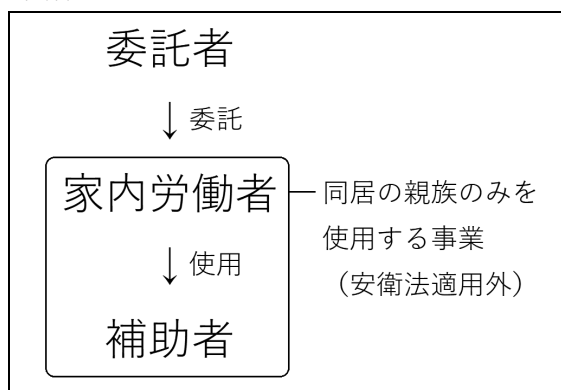 委託者
↓委託
家内労働者
同居の親族のみを
使用する事業
（安衛法適用外）
↓使用
補助者